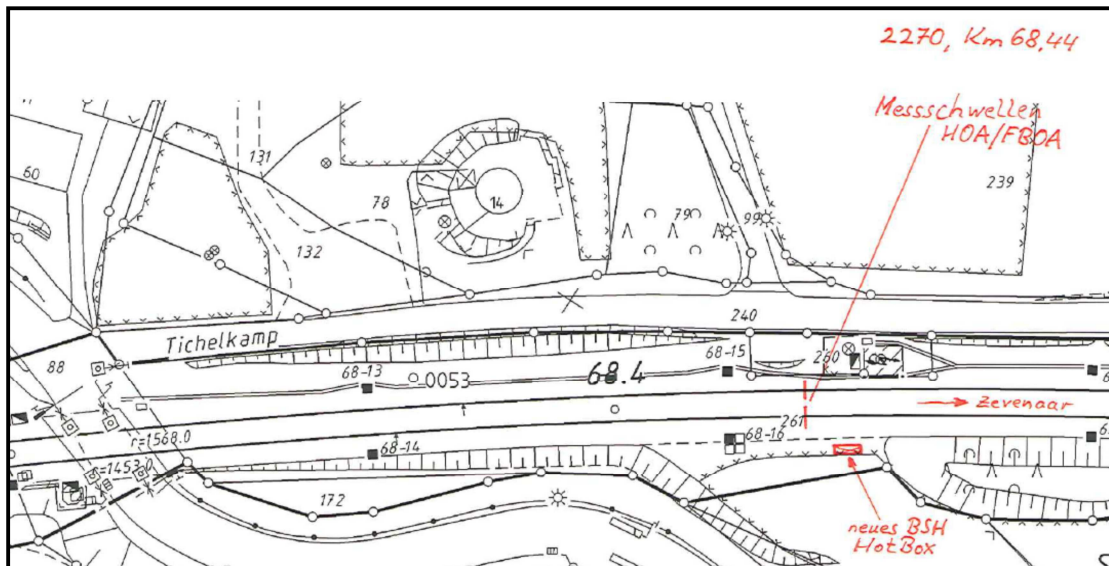 2270, Km 68,44
Messschwellen
HOA/FBOA
131
60
78
14
79
99
239
132
240
Tichelkamp
68-15
260
88
68-13
0053
68.4
→ Zevenaar
261
r=1568.0
68-14
68-16
r=1453.0
172
neues BSH
HotBox